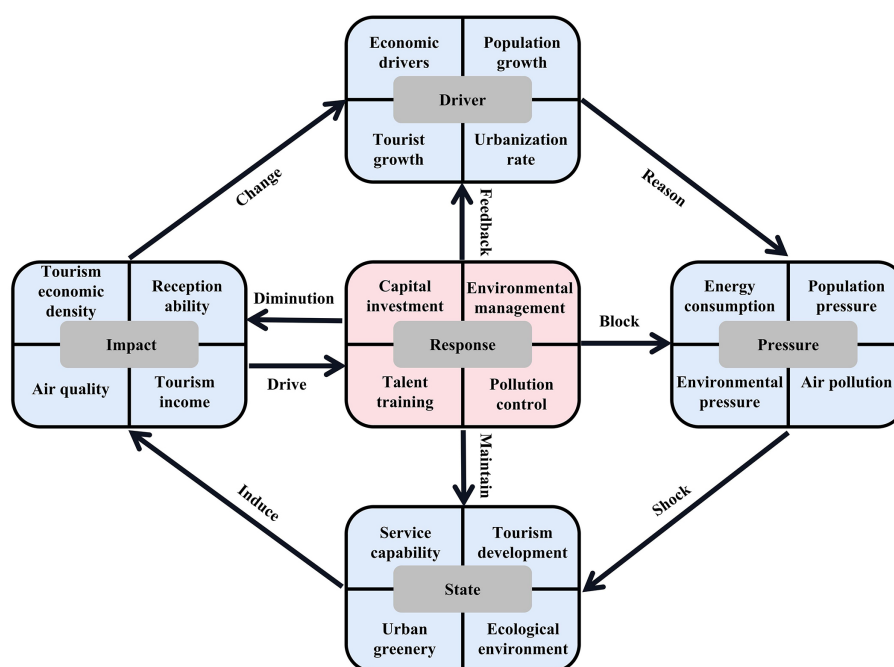 Economic
drivers
Population
growth
Driver
Tourist
growth
Urbanization
rate
Change
Feedback
Reason
Tourism
economic
density
Reception
ability
Impact
Air quality
Tourism
income
Diminution
Drive
Capital
investment
Environmental
management
Response
Talent
training
Pollution
control
Block
Energy
consumption
Population
pressure
Pressure
Environmental
pressure
Air pollution
Induce
Maintain
Shock
Service
capability
Tourism
development
State
Urban
greenery
Ecological
environment